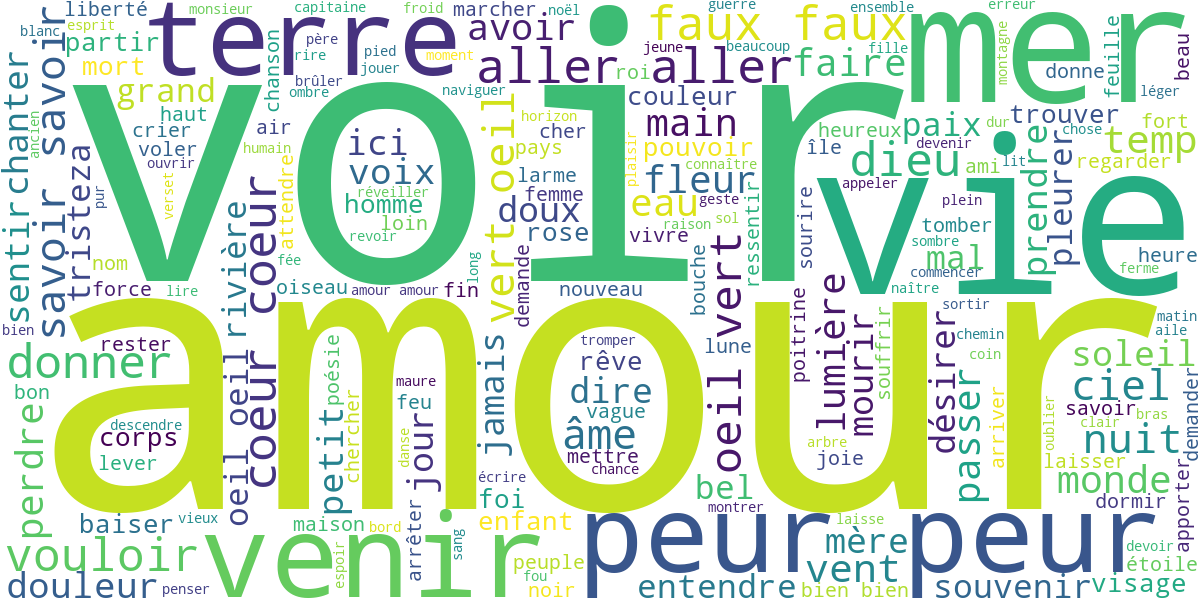 liberté
esprit
monsieur
capitaine
froid
marcher
noël
guerre
ensemble
erreur
blanc
partir
mort
terre
père
rire
pied
jouer
brûler
ombre
moment
avoir
aller aller
roi
jeune
beaucoup
fille
faux faux
faire
mer
montagne
donne
feuille
léger
beau
chanson
naviguer
savoir savoir
chanter
sentir
ancien
grand
haut
crier
voler
ouvrir
air
humain
tristeza
pur
verset
voir
ici
voix
réveiller
homme
loin
revoir
attendre
vert oeil
horizon
cher
pays
larme
femme
doux
rose
couleur
main
pouvoir
plaisir
connaître
fleur
eau
geste
raison
sol
vivre
ressentir
heureux
paix
dur
devenir
île
dieu
ami
lit
appeler
plein
trouver
chose
fort
temp
regarder
prendre
pleurer
vie
tomber
sombre
mal
commencer
naître
sourire
heure
ferme
nom
force
lire
rivière
coeur coeur
fée
oiseau
amour amour
fin
long
demande
nouveau
bouche
oeil vert
poitrine
lumière
mourir
souffrir
sortir
chemin
coin
matin
aile
bien
rester
donner
bon
perdre
descendre
corps
lever
oeil oeil
amour
poésie
petit
chercher
maure
feu
danse
jour
jamais
tromper
rêve
dire
vague
âme
mettre
chance
lune
arbre
joie
désirer
passer
arriver
oublier
soleil
ciel
savoir
bras
clair
nuit
demander
laisser
monde
dormir
apporter
écrire
foi
bel
montrer
baiser
vieux
maison
bord
arrêter
sang
enfant
vouloir
venir
espoir
peuple
fou
noir
douleur
penser
peur peur
laisse
mère
vent
entendre
bien bien
souvenir
devoir
étoile
visage